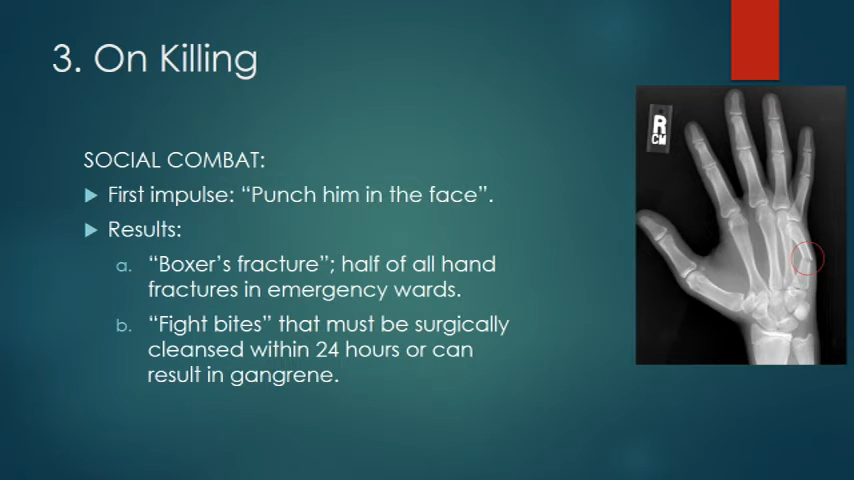 3. On Killing
SOCIAL COMBAT:
First impulse: “Punch him in the face”.
Results:
a. “Boxer’s fracture”; half of all hand
fractures in emergency wards.
b. “Fight bites” that must be surgically
cleansed within 24 hours or can
result in gangrene.
R
CM